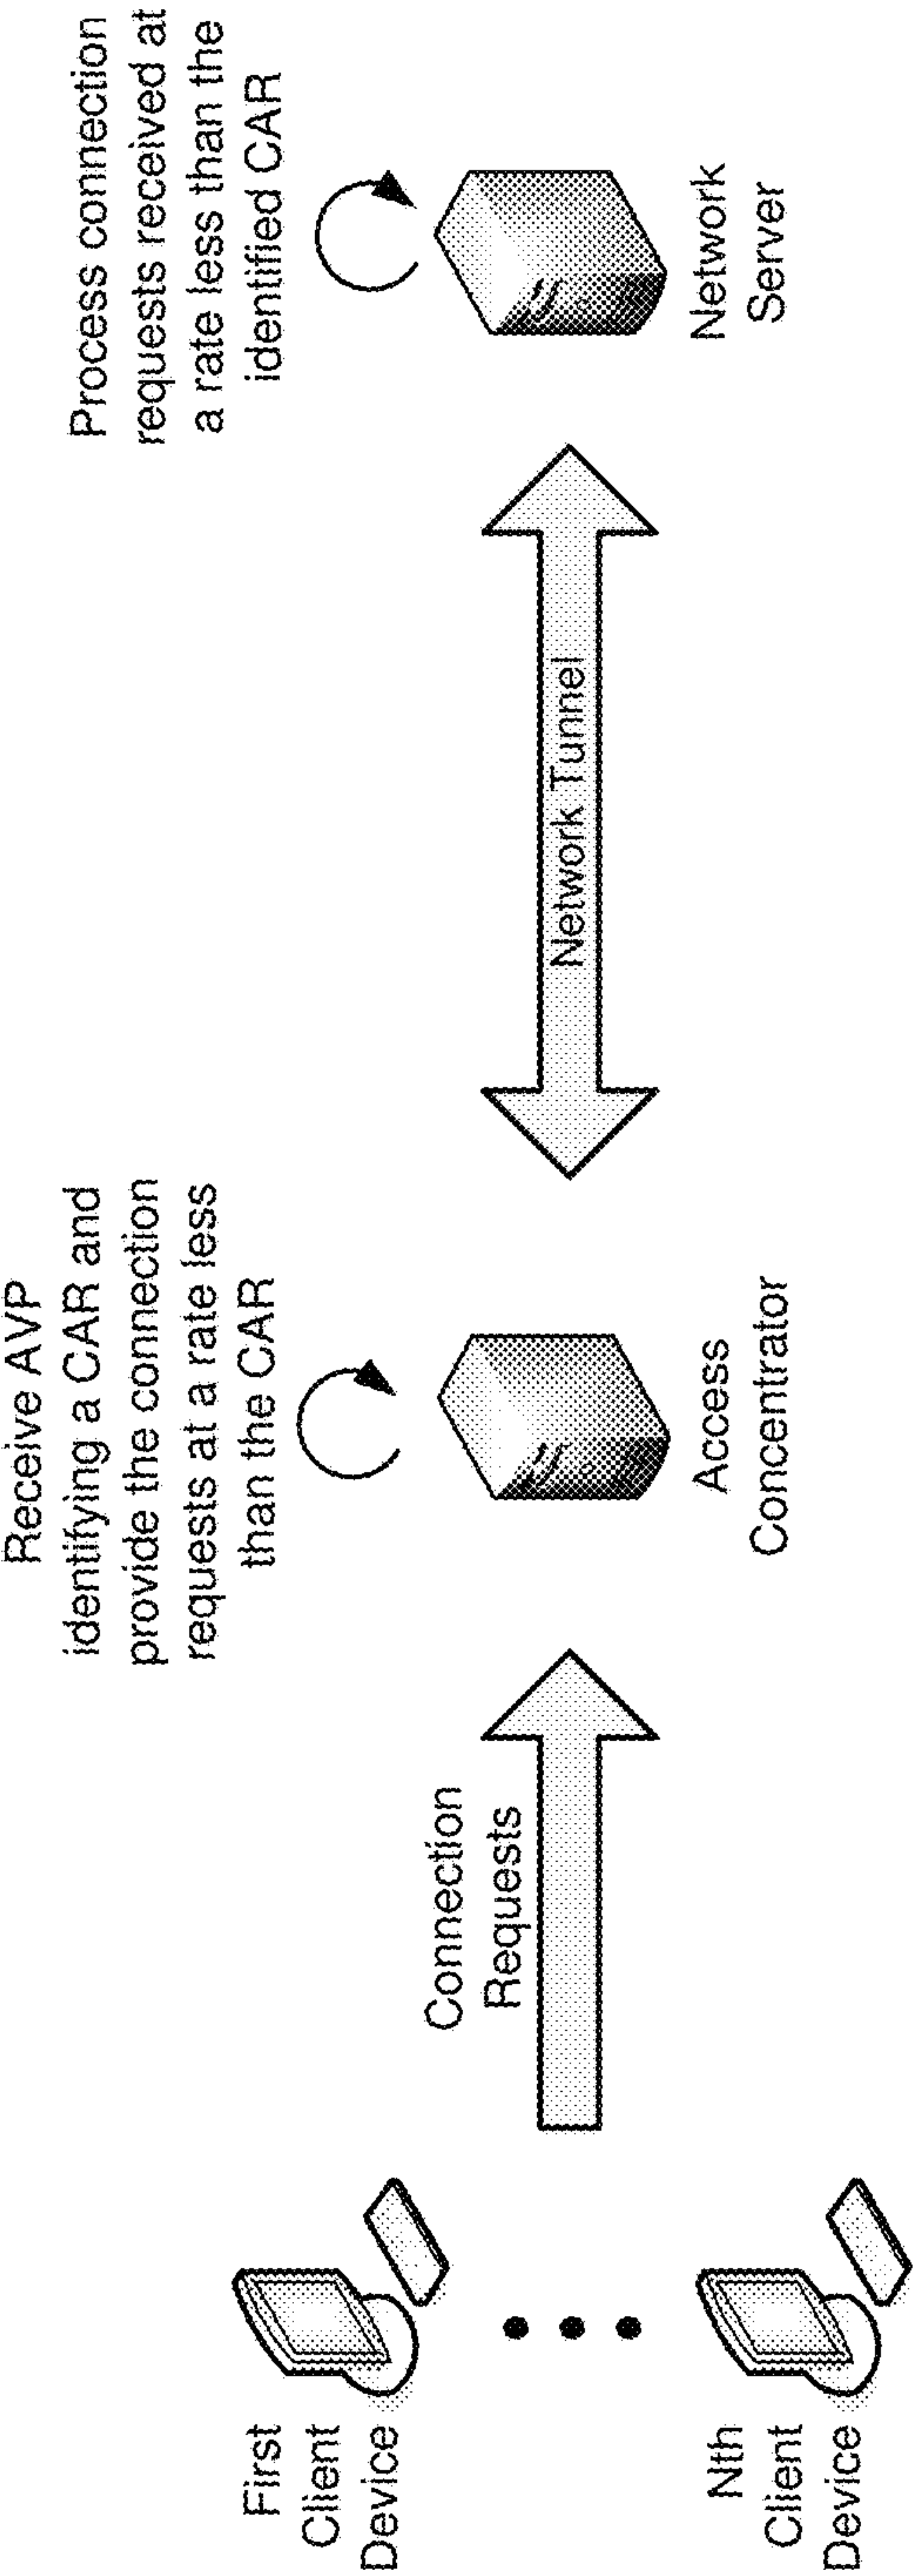 First
Client
Device
Nth
Client
Device
Connection
Requests
Receive AVP
identifying a CAR and
provide the connection
requests at a rate less
than the CAR
Access
Concentrator
Network Tunnel
Process connection
requests received at
a rate less than the
identified CAR
Network
Server